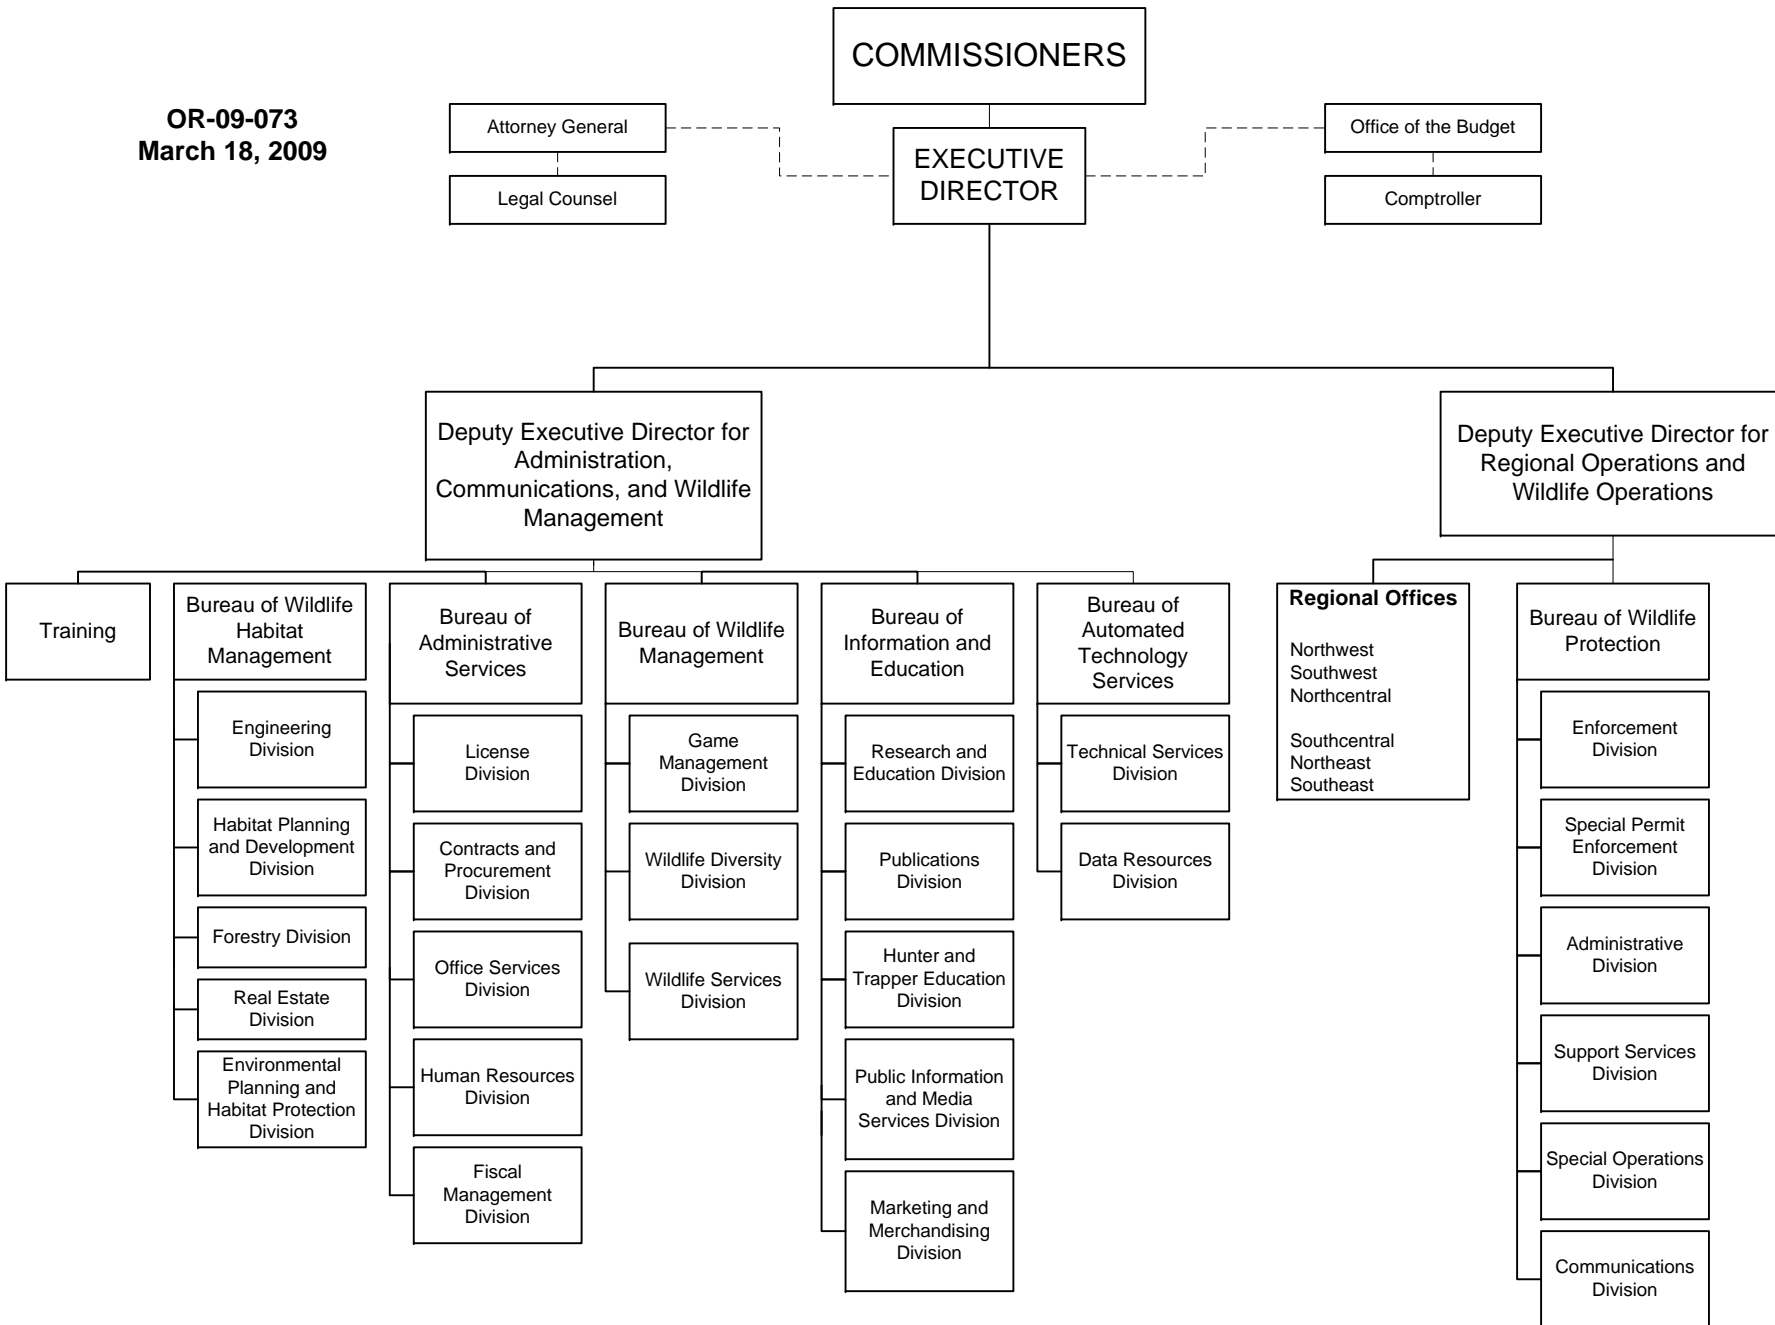 COMMISSIONERS
OR-09-073
March 18, 2009
Attorney General
Legal Counsel
EXECUTIVE
DIRECTOR
Office of the Budget
Comptroller
Deputy Executive Director for
Administration,
Communications, and Wildlife
Management
Deputy Executive Director for
Regional Operations and
Wildlife Operations
Training
Bureau of Wildlife
Habitat
Management
Engineering
Division
Habitat Planning
and Development
Division
Forestry Division
Real Estate
Division
Environmental
Planning and
Habitat Protection
Division
Bureau of
Administrative
Services
License
Division
Contracts and
Procurement
Division
Office Services
Division
Human Resources
Division
Fiscal
Management
Division
Bureau of Wildlife
Management
Game
Management
Division
Wildlife Diversity
Division
Wildlife Services
Division
Bureau of
Information and
Education
Research and
Education Division
Publications
Division
Hunter and
Trapper Education
Division
Public Information
and Media
Services Division
Marketing and
Merchandising
Division
Bureau of
Automated
Technology
Services
Technical Services
Division
Data Resources
Division
Regional Offices
Northwest
Southwest
Northcentral
Southcentral
Northeast
Southeast
Bureau of Wildlife
Protection
Enforcement
Division
Special Permit
Enforcement
Division
Administrative
Division
Support Services
Division
Special Operations
Division
Communications
Division